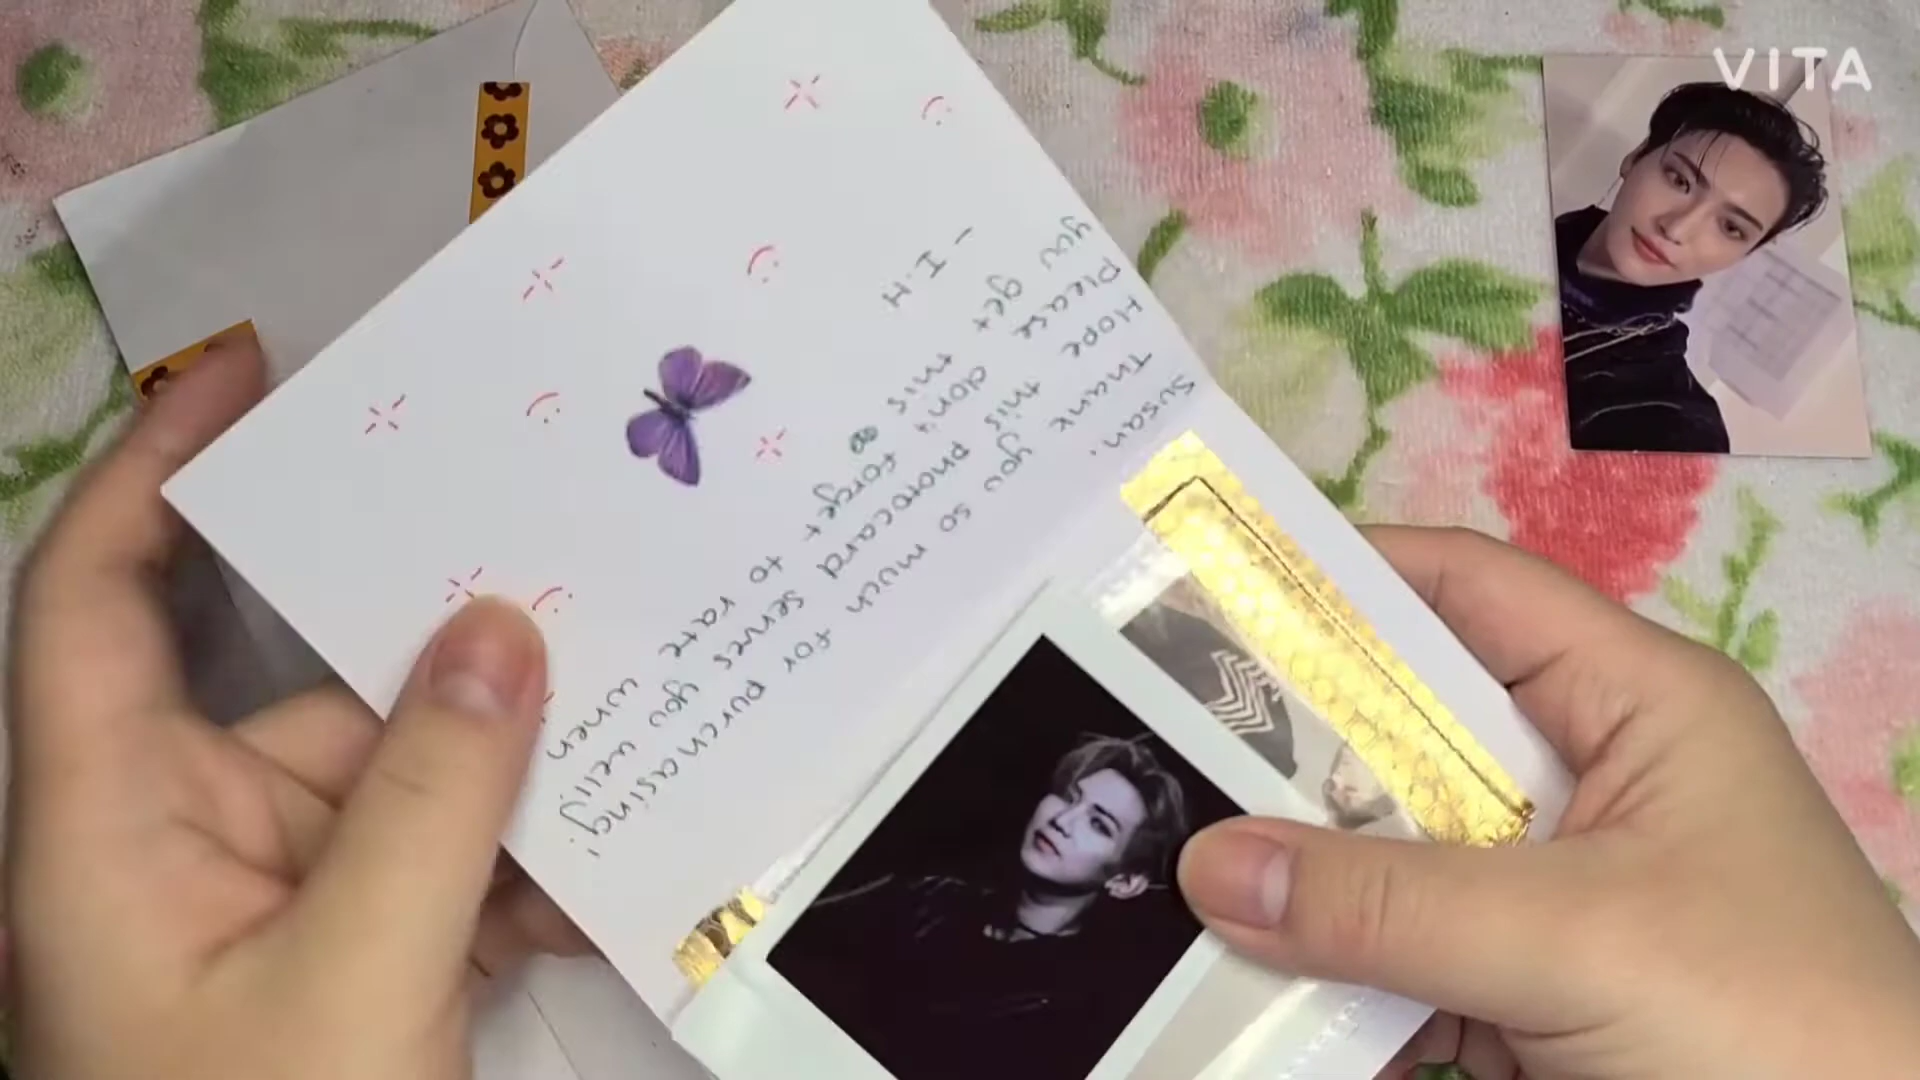 VITA
Susan,
Thank you so much for purchasing!
Hope this photocard serves you well!
Please don't forget to rate when
you get this
- I.M